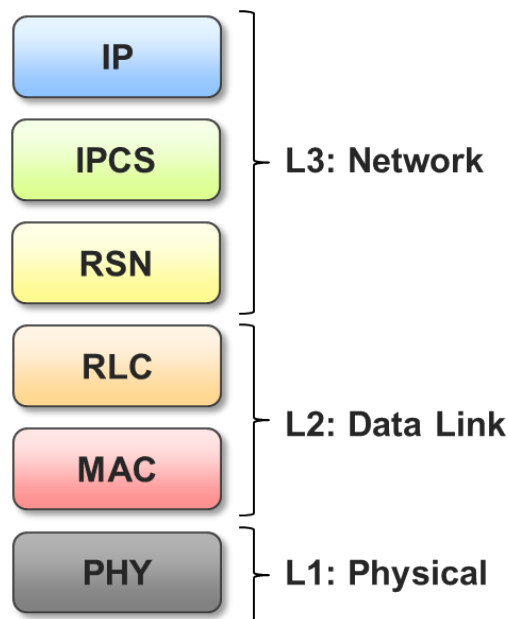 IP
IPCS
L3: Network
RSN
RLC
L2: Data Link
MAC
PHY
L1: Physical